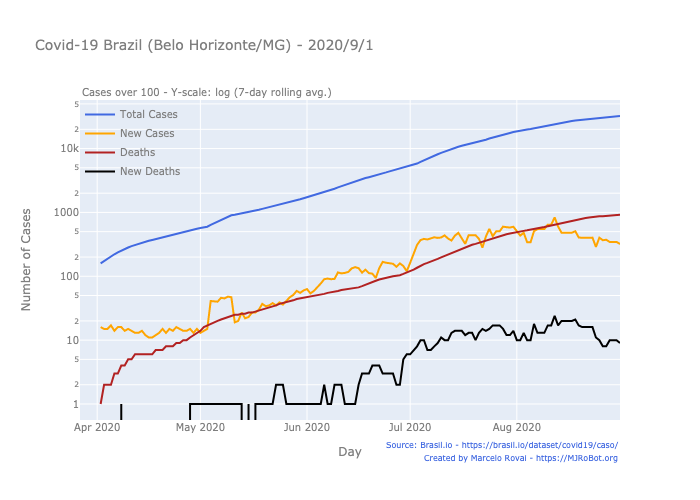 Covid-19 Brazil (Belo Horizonte/MG) - 2020/9/1
Cases over 100 - Y-scale: log (7-day rolling avg.)
Total Cases
New Cases
Deaths
New Deaths
Number of Cases
5
2
10k
5
2
1000
5
2
100
5
2
10
5
2
1
Apr 2020
May 2020
Jun 2020
Jul 2020
Aug 2020
Day
Source: Brasil.io - https://brasil.io/dataset/covid19/caso/
Created by Marcelo Rovai - https://MJRoBot.org